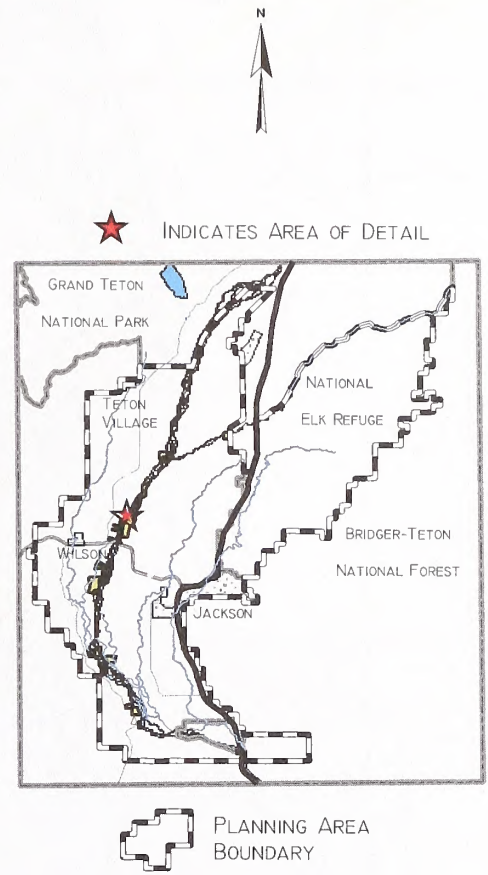 N
INDICATES AREA OF DETAIL
GRAND TETON
NATIONAL PARK
TETON
VILLAGE
NATIONAL
ELK REFUGE
WILSON
BRIDGER-TETON
NATIONAL FOREST
JACKSON
PLANNING AREA
BOUNDARY